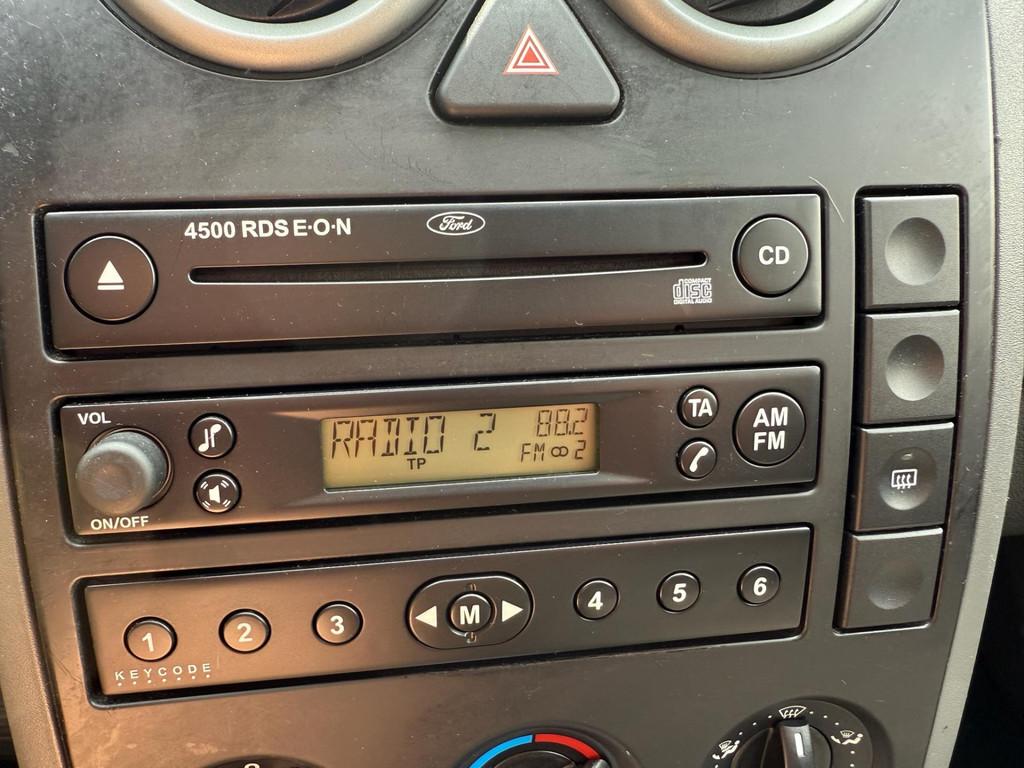 4500 RDS E·O·N
Ford
CD
COMPACT
disc
DIGITAL AUDIO
VOL
RADIO 2
88.2
TP
FM 2
TA
AM
FM
ON/OFF
1 2 3 M 4 5 6
KEYCODE